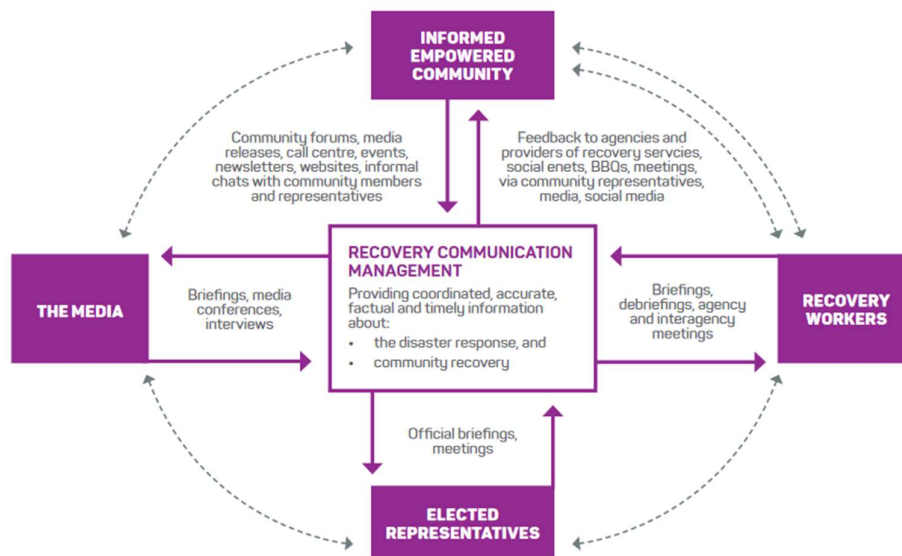 INFORMED
EMPOWERED
COMMUNITY
Community forums, media
releases, call centre, events,
newsletters, websites, informal
chats with community members
and representatives
Feedback to agencies and
providers of recovery servcies,
social enets, BBQs, meetings,
via community representatives,
media, social media
THE MEDIA
Briefings, media
conferences,
interviews
RECOVERY COMMUNICATION
MANAGEMENT
Providing coordinated, accurate,
factual and timely information
about:
• the disaster response, and
• community recovery
Briefings,
debriefings, agency
and interagency
meetings
RECOVERY
WORKERS
Official briefings,
meetings
ELECTED
REPRESENTATIVES